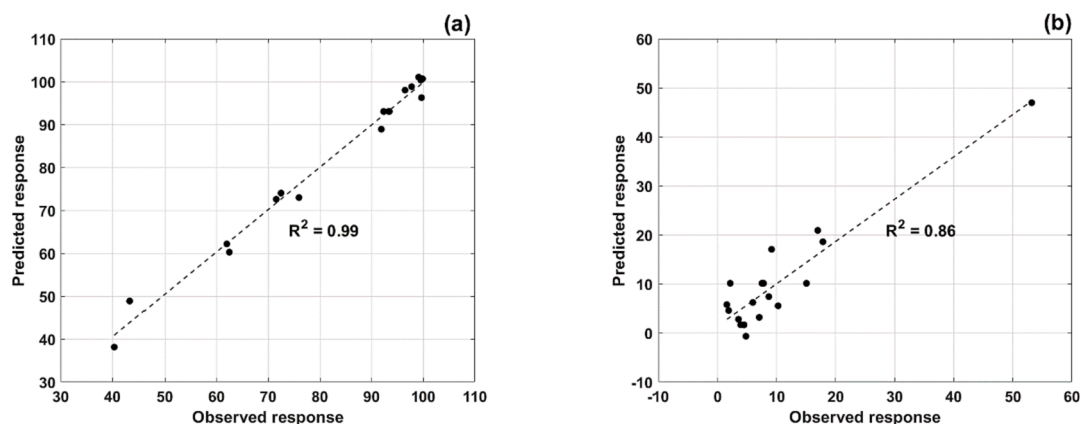 (a)
110
100
90
80
70
60
50
40
30
Predicted response
R² = 0.99
30 40 50 60 70 80 90 100 110
Observed response
(b)
60
50
40
30
20
10
0
-10
Predicted response
R² = 0.86
-10 0 10 20 30 40 50 60
Observed response